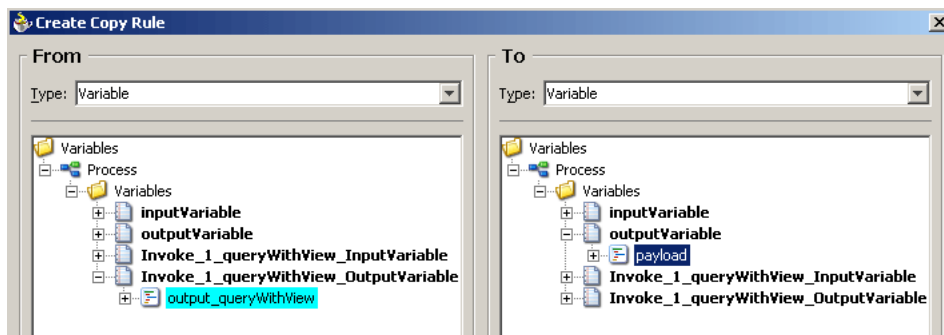 Create Copy Rule
From
Type: Variable
Variables
Process
Variables
inputVariable
outputVariable
Invoke_1_queryWithView_InputVariable
Invoke_1_queryWithView_OutputVariable
output_queryWithView
To
Type: Variable
Variables
Process
Variables
inputVariable
outputVariable
payload
Invoke_1_queryWithView_InputVariable
Invoke_1_queryWithView_OutputVariable